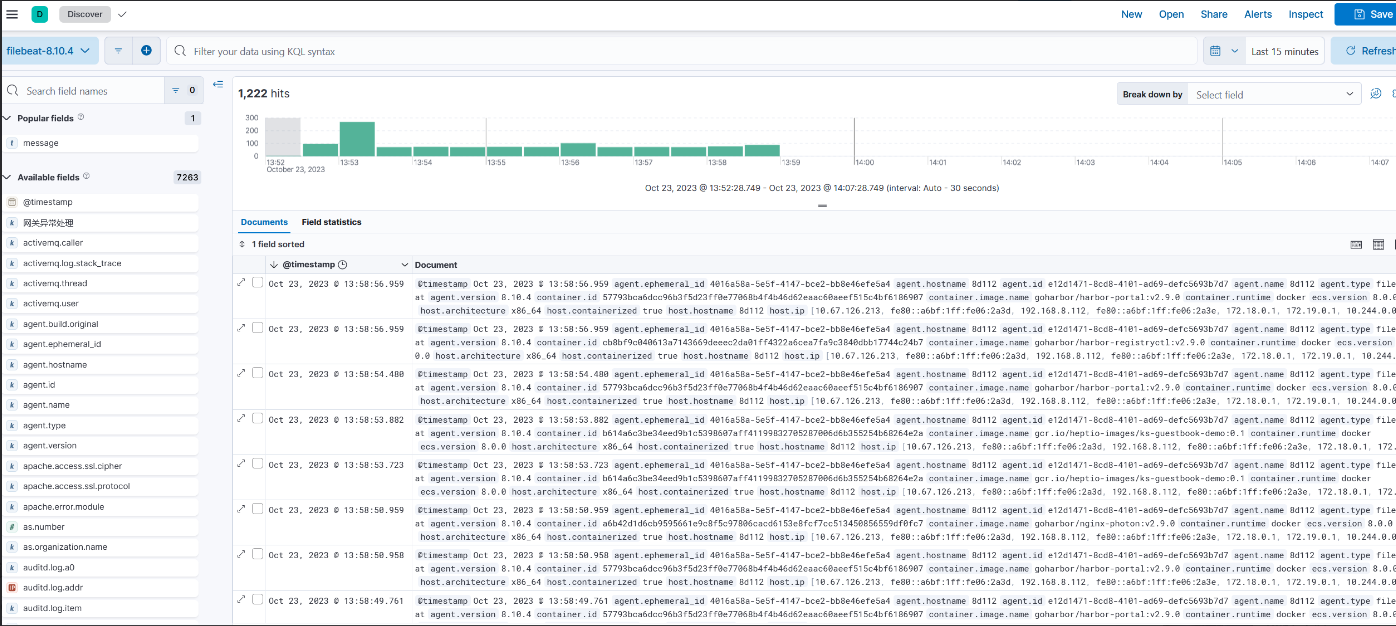 D Discover New Open Share Alerts Inspect Save
filebeat-8.10.4 Filter your data using KQL syntax Last 15 minutes Refresh
Search field names 0
1,222 hits Break down by Select field
Popular fields 1
message
Available fields 7263
@timestamp
网关异常处理
activemq.caller
activemq.log.stack_trace
activemq.thread
activemq.user
agent.build.original
agent.ephemeral_id
agent.hostname
agent.id
agent.name
agent.type
agent.version
apache.access.ssl.cipher
apache.access.ssl.protocol
apache.error.module
as.number
as.organization.name
auditd.log.a0
auditd.log.addr
auditd.log.item
300
200
100
0
13:52 13:53 13:54 13:55 13:56 13:57 13:58 13:59 14:00 14:01 14:02 14:03 14:04 14:05 14:06 14:07
October 23, 2023
Oct 23, 2023 @ 13:52:28.749 - Oct 23, 2023 @ 14:07:28.749 (interval: Auto - 30 seconds)
Documents Field statistics
1 field sorted
@timestamp Document
Oct 23, 2023 @ 13:58:56.959 @timestamp Oct 23, 2023 @ 13:58:56.959 agent.ephemeral_id 4016a58a-5e5f-4147-bce2-bb8e46efe5a4 agent.hostname 8d112 agent.id e12d1471-8cd8-4101-ad69-defc5693b7d7 agent.name 8d112 agent.type file
at agent.version 8.10.4 container.id 57793bca6dcc96b3f5d23ff0e77068b4f4b46d62eaac60aeef515c4bf6186907 container.image.name goharbor/harbor-portal:v2.9.0 container.runtime docker ecs.version 8.0.0
host.architecture x86_64 host.containerized true host.hostname 8d112 host.ip [10.67.126.213, fe80::a6bf:1ff:fe06:2a3d, 192.168.8.112, fe80::a6bf:1ff:fe06:2a3e, 172.18.0.1, 172.19.0.1, 10.244.0.0
Oct 23, 2023 @ 13:58:56.959 @timestamp Oct 23, 2023 @ 13:58:56.959 agent.ephemeral_id 4016a58a-5e5f-4147-bce2-bb8e46efe5a4 agent.hostname 8d112 agent.id e12d1471-8cd8-4101-ad69-defc5693b7d7 agent.name 8d112 agent.type file
at agent.version 8.10.4 container.id cb8bf9c040613a7143669deeec2da01ff4322a6cea7fa9c3840dbb17744c24b7 container.image.name goharbor/harbor-registryctl:v2.9.0 container.runtime docker ecs.version
0.0 host.architecture x86_64 host.containerized true host.hostname 8d112 host.ip [10.67.126.213, fe80::a6bf:1ff:fe06:2a3d, 192.168.8.112, fe80::a6bf:1ff:fe06:2a3e, 172.18.0.1, 172.19.0.1, 10.244
Oct 23, 2023 @ 13:58:54.480 @timestamp Oct 23, 2023 @ 13:58:54.480 agent.ephemeral_id 4016a58a-5e5f-4147-bce2-bb8e46efe5a4 agent.hostname 8d112 agent.id e12d1471-8cd8-4101-ad69-defc5693b7d7 agent.name 8d112 agent.type file
at agent.version 8.10.4 container.id 57793bca6dcc96b3f5d23ff0e77068b4f4b46d62eaac60aeef515c4bf6186907 container.image.name goharbor/harbor-portal:v2.9.0 container.runtime docker ecs.version 8.0.0
host.architecture x86_64 host.containerized true host.hostname 8d112 host.ip [10.67.126.213, fe80::a6bf:1ff:fe06:2a3d, 192.168.8.112, fe80::a6bf:1ff:fe06:2a3e, 172.18.0.1, 172.19.0.1, 10.244.0.0
Oct 23, 2023 @ 13:58:53.882 @timestamp Oct 23, 2023 @ 13:58:53.882 agent.ephemeral_id 4016a58a-5e5f-4147-bce2-bb8e46efe5a4 agent.hostname 8d112 agent.id e12d1471-8cd8-4101-ad69-defc5693b7d7 agent.name 8d112 agent.type file
at agent.version 8.10.4 container.id b614a6c3be34eed9b1c5398607aff41199832705287006d6b355254b68264e2a container.image.name gcr.io/heptio-images/ks-guestbook-demo:0.1 container.runtime docker
ecs.version 8.0.0 host.architecture x86_64 host.containerized true host.hostname 8d112 host.ip [10.67.126.213, fe80::a6bf:1ff:fe06:2a3d, 192.168.8.112, fe80::a6bf:1ff:fe06:2a3e, 172.18.0.1, 172.
Oct 23, 2023 @ 13:58:53.723 @timestamp Oct 23, 2023 @ 13:58:53.723 agent.ephemeral_id 4016a58a-5e5f-4147-bce2-bb8e46efe5a4 agent.hostname 8d112 agent.id e12d1471-8cd8-4101-ad69-defc5693b7d7 agent.name 8d112 agent.type file
at agent.version 8.10.4 container.id b614a6c3be34eed9b1c5398607aff41199832705287006d6b355254b68264e2a container.image.name gcr.io/heptio-images/ks-guestbook-demo:0.1 container.runtime docker
ecs.version 8.0.0 host.architecture x86_64 host.containerized true host.hostname 8d112 host.ip [10.67.126.213, fe80::a6bf:1ff:fe06:2a3d, 192.168.8.112, fe80::a6bf:1ff:fe06:2a3e, 172.18.0.1, 172.
Oct 23, 2023 @ 13:58:50.959 @timestamp Oct 23, 2023 @ 13:58:50.959 agent.ephemeral_id 4016a58a-5e5f-4147-bce2-bb8e46efe5a4 agent.hostname 8d112 agent.id e12d1471-8cd8-4101-ad69-defc5693b7d7 agent.name 8d112 agent.type file
at agent.version 8.10.4 container.id a6b42d1d6cb9595661e9c8f5c97806cacd6153e8fcf7cc513450856559df0fc7 container.image.name goharbor/nginx-photon:v2.9.0 container.runtime docker ecs.version 8.0.0
host.architecture x86_64 host.containerized true host.hostname 8d112 host.ip [10.67.126.213, fe80::a6bf:1ff:fe06:2a3d, 192.168.8.112, fe80::a6bf:1ff:fe06:2a3e, 172.18.0.1, 172.19.0.1, 10.244.0.0
Oct 23, 2023 @ 13:58:50.958 @timestamp Oct 23, 2023 @ 13:58:50.958 agent.ephemeral_id 4016a58a-5e5f-4147-bce2-bb8e46efe5a4 agent.hostname 8d112 agent.id e12d1471-8cd8-4101-ad69-defc5693b7d7 agent.name 8d112 agent.type file
at agent.version 8.10.4 container.id 57793bca6dcc96b3f5d23ff0e77068b4f4b46d62eaac60aeef515c4bf6186907 container.image.name goharbor/harbor-portal:v2.9.0 container.runtime docker ecs.version 8.0.0
host.architecture x86_64 host.containerized true host.hostname 8d112 host.ip [10.67.126.213, fe80::a6bf:1ff:fe06:2a3d, 192.168.8.112, fe80::a6bf:1ff:fe06:2a3e, 172.18.0.1, 172.19.0.1, 10.244.0.0
Oct 23, 2023 @ 13:58:49.761 @timestamp Oct 23, 2023 @ 13:58:49.761 agent.ephemeral_id 4016a58a-5e5f-4147-bce2-bb8e46efe5a4 agent.hostname 8d112 agent.id e12d1471-8cd8-4101-ad69-defc5693b7d7 agent.name 8d112 agent.type file
at agent.version 8.10.4 container.id 57793bca6dcc96b3f5d23ff0e77068b4f4b46d62eaac60aeef515c4bf6186907 container.image.name goharbor/harbor-portal:v2.9.0 container.runtime docker ecs.version 8.0.0